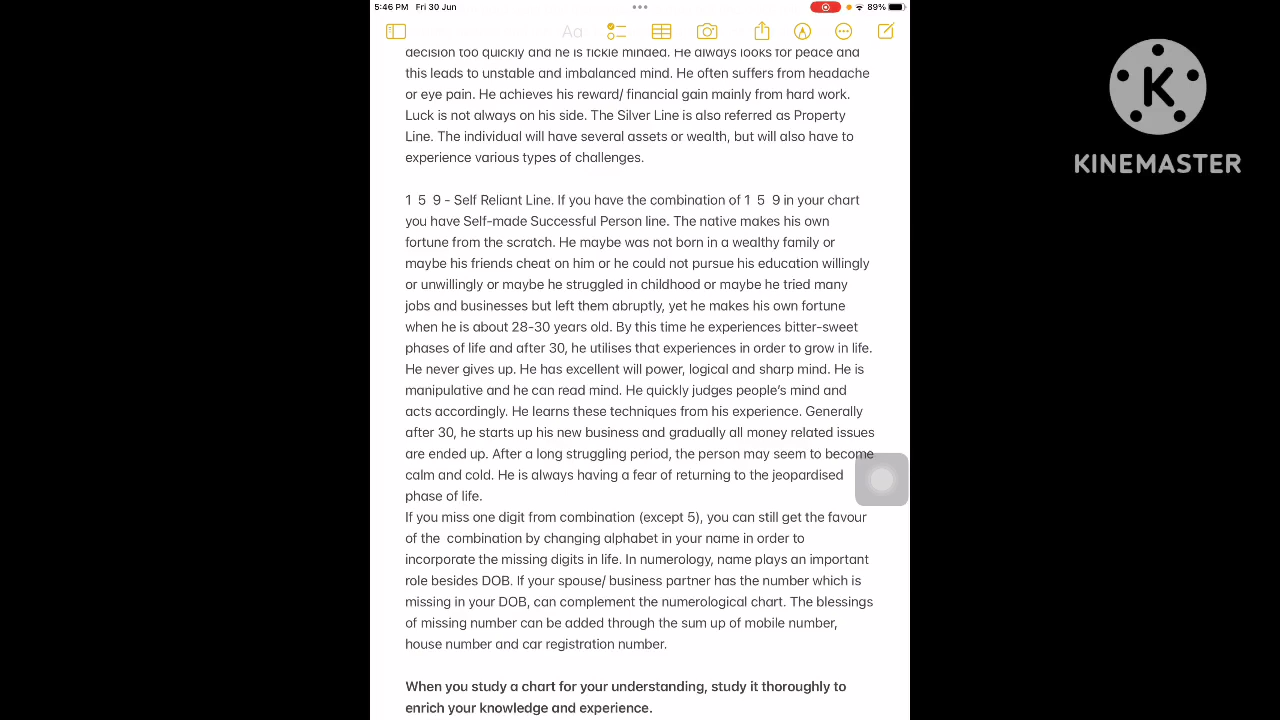 5:46 PM Fri 30 Jun
89%
Aa
decision too quickly and he is fickle minded. He always looks for peace and
this leads to unstable and imbalanced mind. He often suffers from headache
or eye pain. He achieves his reward/ financial gain mainly from hard work.
Luck is not always on his side. The Silver Line is also referred as Property
Line. The individual will have several assets or wealth, but will also have to
experience various types of challenges.
1 5 9 - Self Reliant Line. If you have the combination of 1 5 9 in your chart
you have Self-made Successful Person line. The native makes his own
fortune from the scratch. He maybe was not born in a wealthy family or
maybe his friends cheat on him or he could not pursue his education willingly
or unwillingly or maybe he struggled in childhood or maybe he tried many
jobs and businesses but left them abruptly, yet he makes his own fortune
when he is about 28-30 years old. By this time he experiences bitter-sweet
phases of life and after 30, he utilises that experiences in order to grow in life.
He never gives up. He has excellent will power, logical and sharp mind. He is
manipulative and he can read mind. He quickly judges people's mind and
acts accordingly. He learns these techniques from his experience. Generally
after 30, he starts up his new business and gradually all money related issues
are ended up. After a long struggling period, the person may seem to become
calm and cold. He is always having a fear of returning to the jeopardised
phase of life.
If you miss one digit from combination (except 5), you can still get the favour
of the combination by changing alphabet in your name in order to
incorporate the missing digits in life. In numerology, name plays an important
role besides DOB. If your spouse/ business partner has the number which is
missing in your DOB, can complement the numerological chart. The blessings
of missing number can be added through the sum up of mobile number,
house number and car registration number.
When you study a chart for your understanding, study it thoroughly to
enrich your knowledge and experience.
K
KINEMASTER